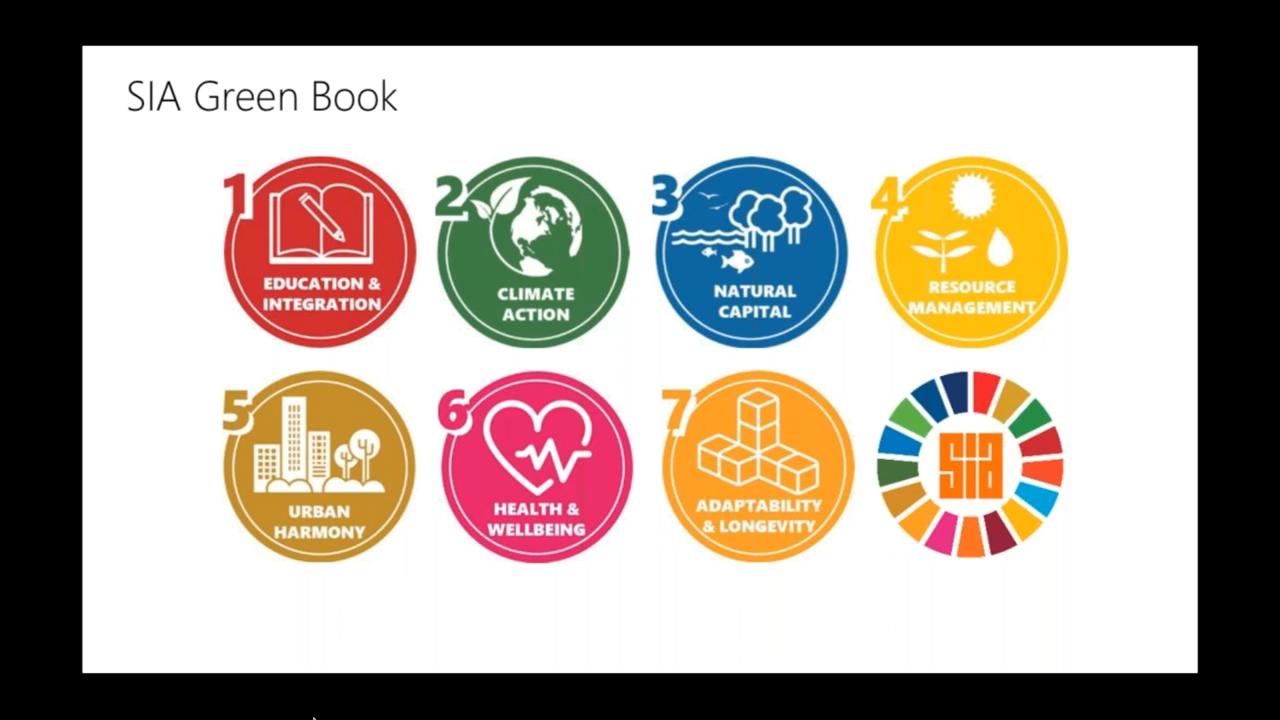 SIA Green Book
1
EDUCATION &
INTEGRATION
2
CLIMATE
ACTION
3
NATURAL
CAPITAL
4
RESOURCE
MANAGEMENT
5
URBAN
HARMONY
6
HEALTH &
WELLBEING
7
ADAPTABILITY
& LONGEVITY
sia